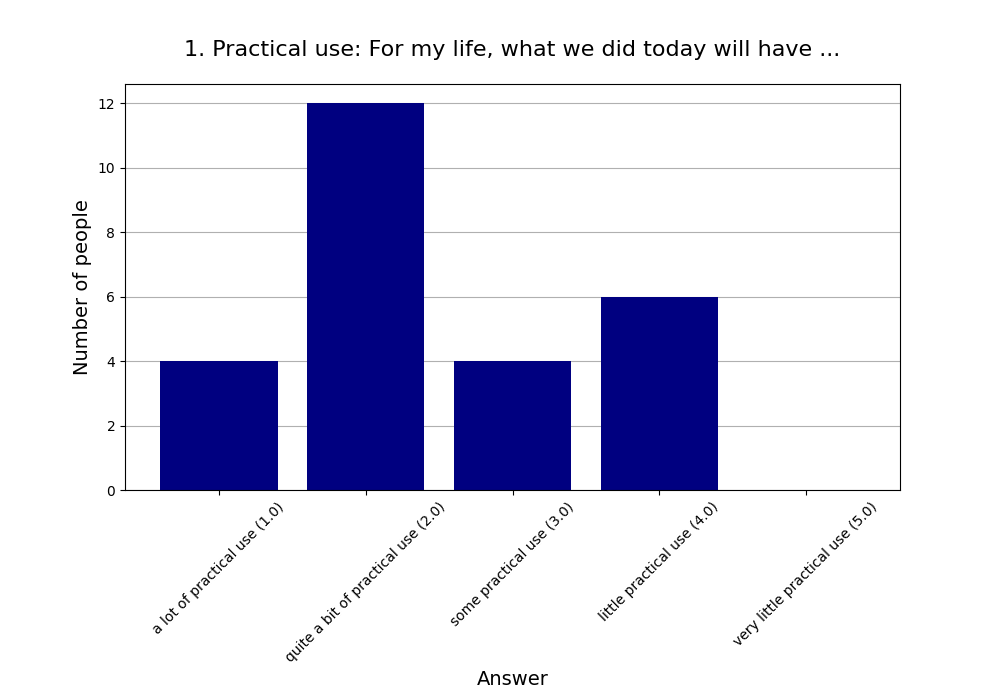 1. Practical use: For my life, what we did today will have ...
Number of people
12
10
8
6
4
2
0
a lot of practical use (1.0)
quite a bit of practical use (2.0)
some practical use (3.0)
little practical use (4.0)
very little practical use (5.0)
Answer